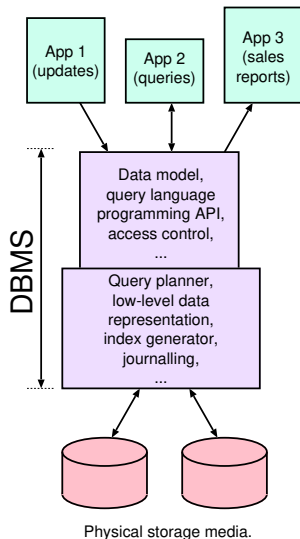 App 1
(updates)
App 2
(queries)
App 3
(sales
reports)
DBMS
Data model,
query language
programming API,
access control,
...
Query planner,
low-level data
representation,
index generator,
journalling,
...
Physical storage media.